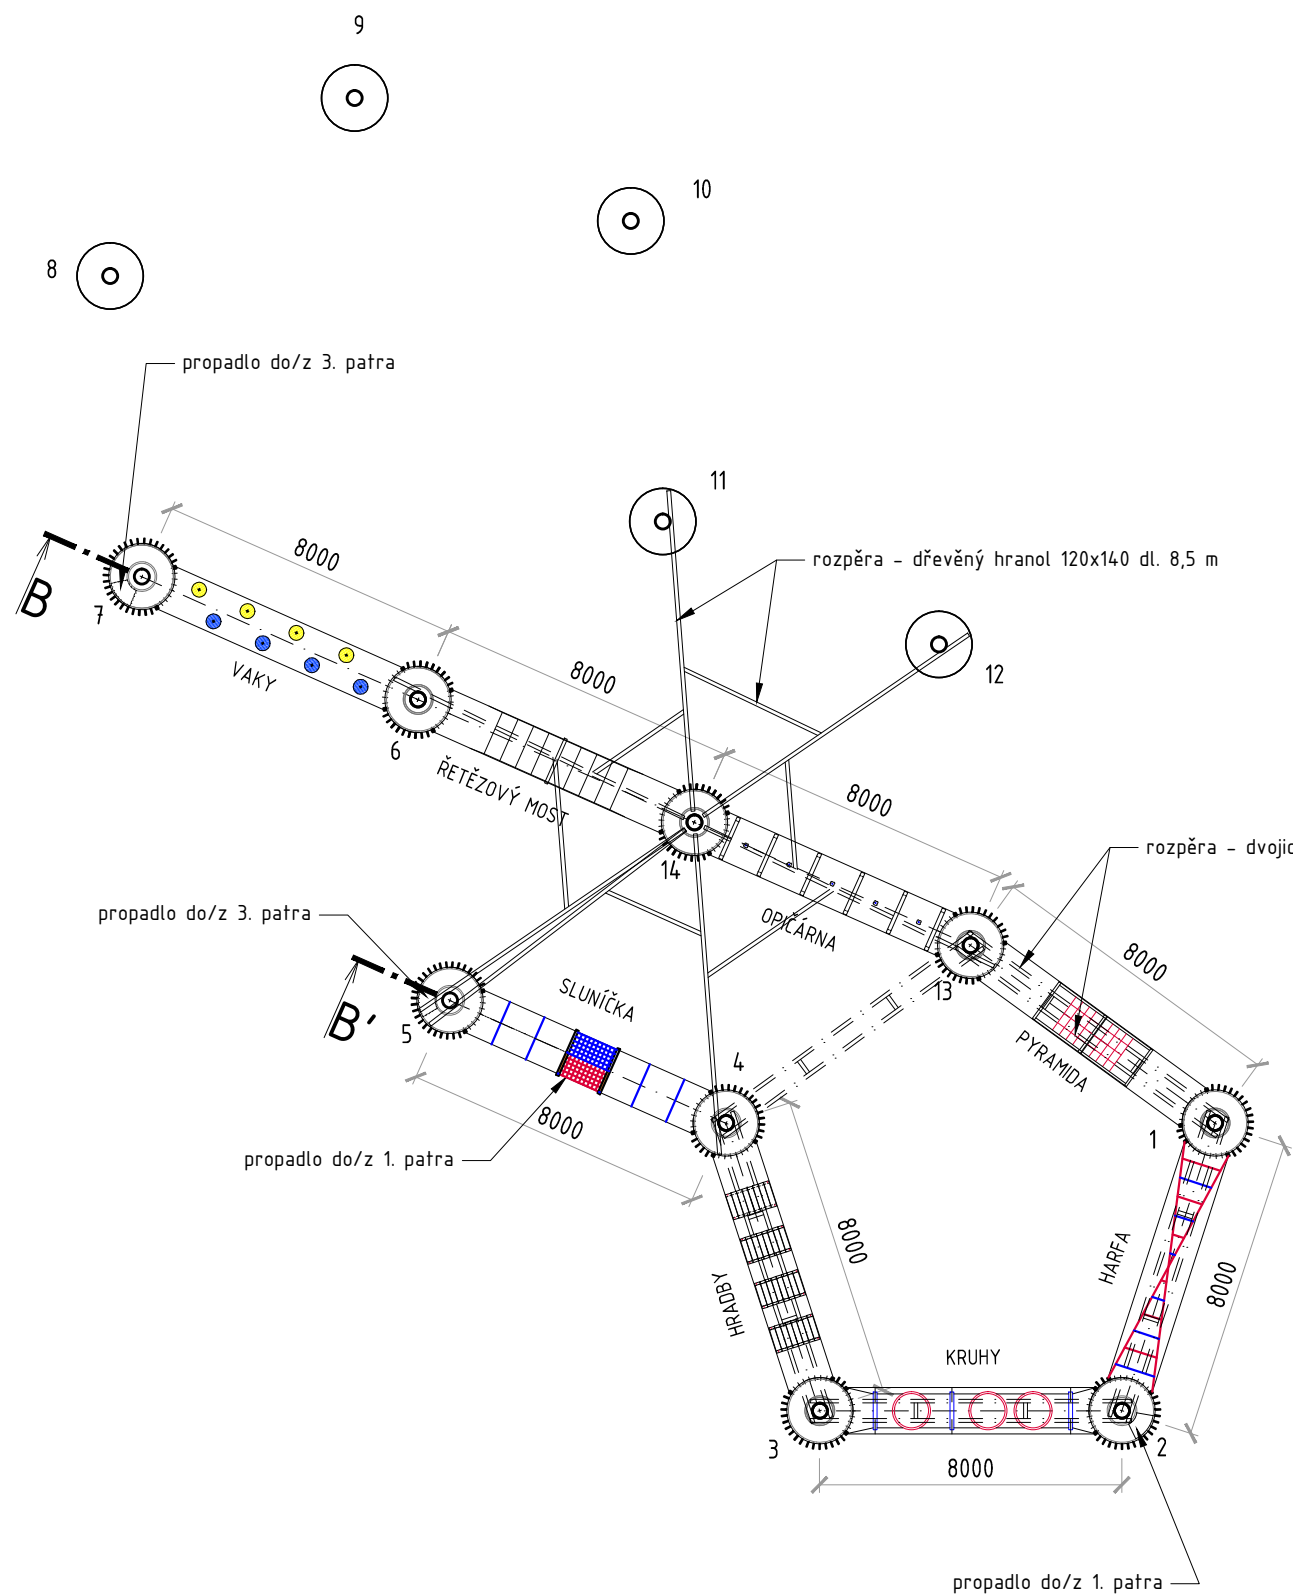 9
10
8
propadlo do/z 3. patra
11
8000
rozpěra - dřevěný hranol 120x140 dl. 8,5 m
B
7
12
VAKY
8000
6
ŘETĚZOVÝ MOST
8000
rozpěra - dvojic
14
propadlo do/z 3. patra
OPIČÁRNA
8000
13
SLUNÍČKA
B'
5
PYRAMIDA
4
8000
1
propadlo do/z 1. patra
8000
HARFA
8000
HRADBY
KRUHY
3
2
8000
propadlo do/z 1. patra